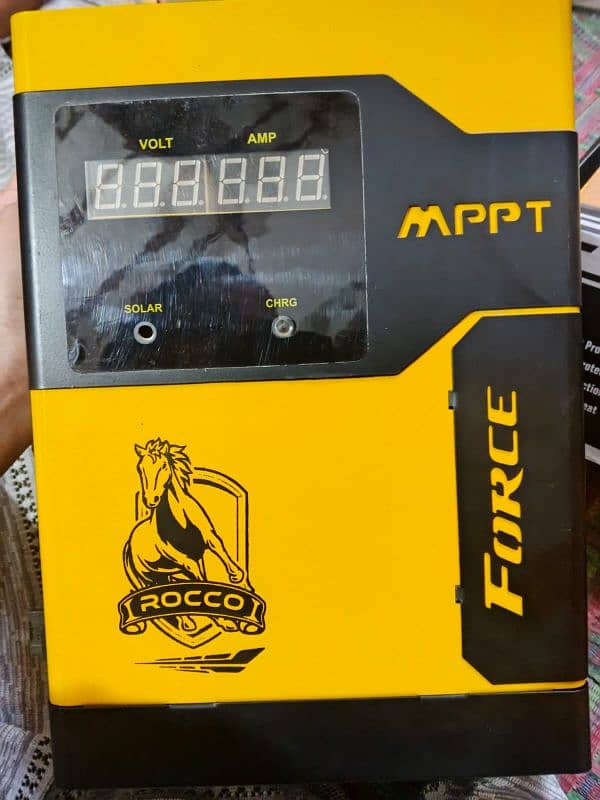 VOLT AMP
MPPT
SOLAR CHRG
FORCE
ROCCO